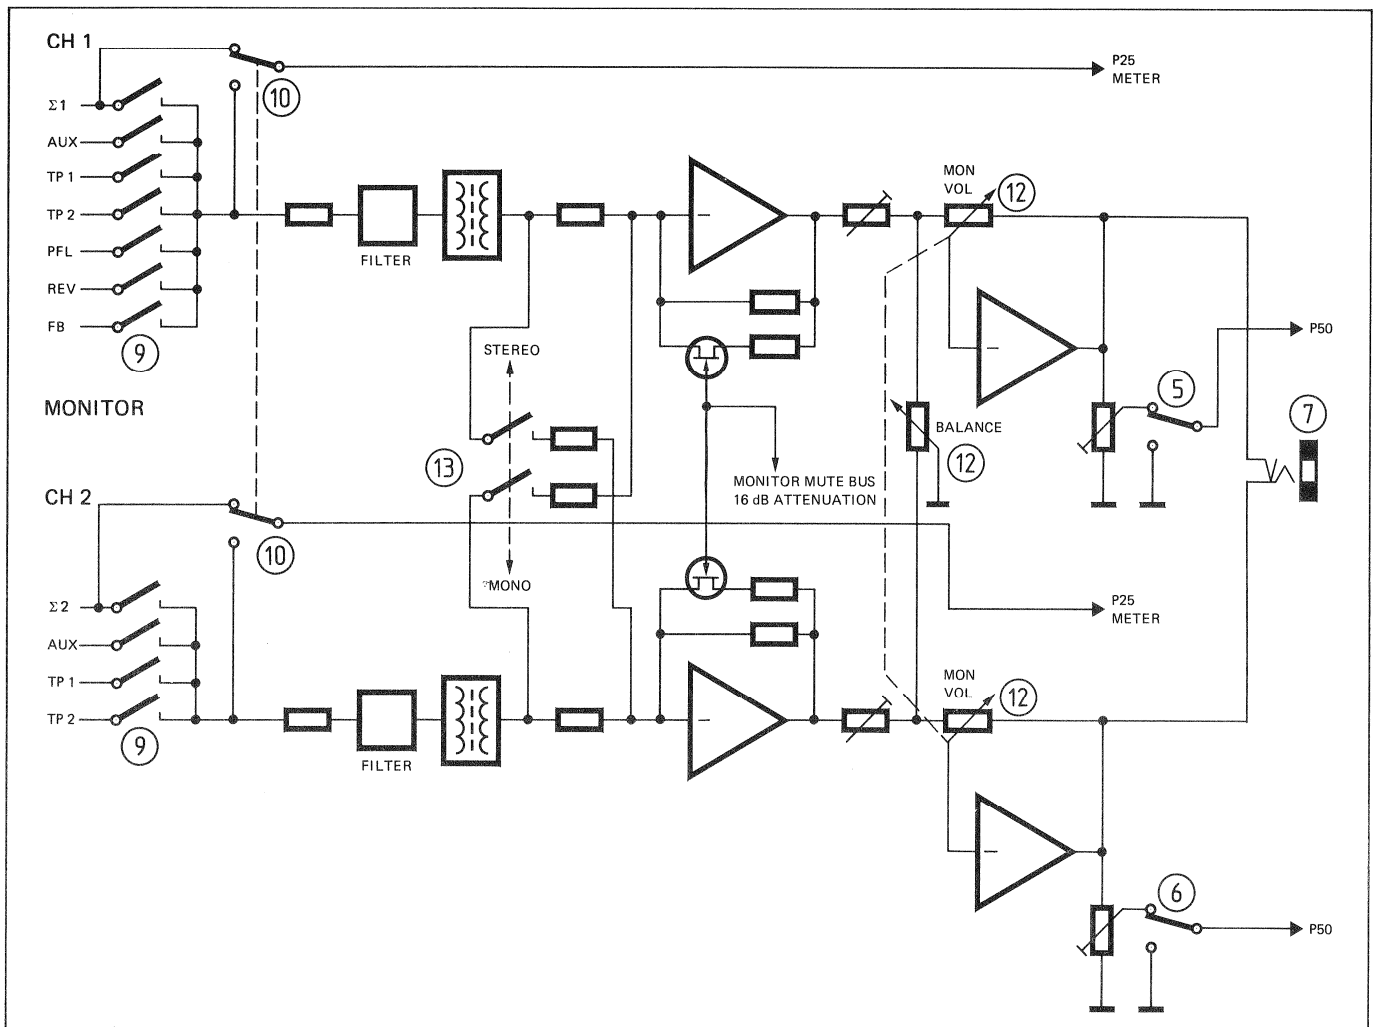 CH 1
10
P25
METER
Σ1
AUX
TP 1
TP 2
PFL
REV
FB
9
FILTER
MON
VOL
12
STEREO
P50
MONITOR
5
7
BALANCE
12
13
MONITOR MUTE BUS
16 dB ATTENUATION
CH 2
10
MONO
P25
METER
Σ2
AUX
TP 1
TP 2
9
FILTER
MON
VOL
12
6
P50